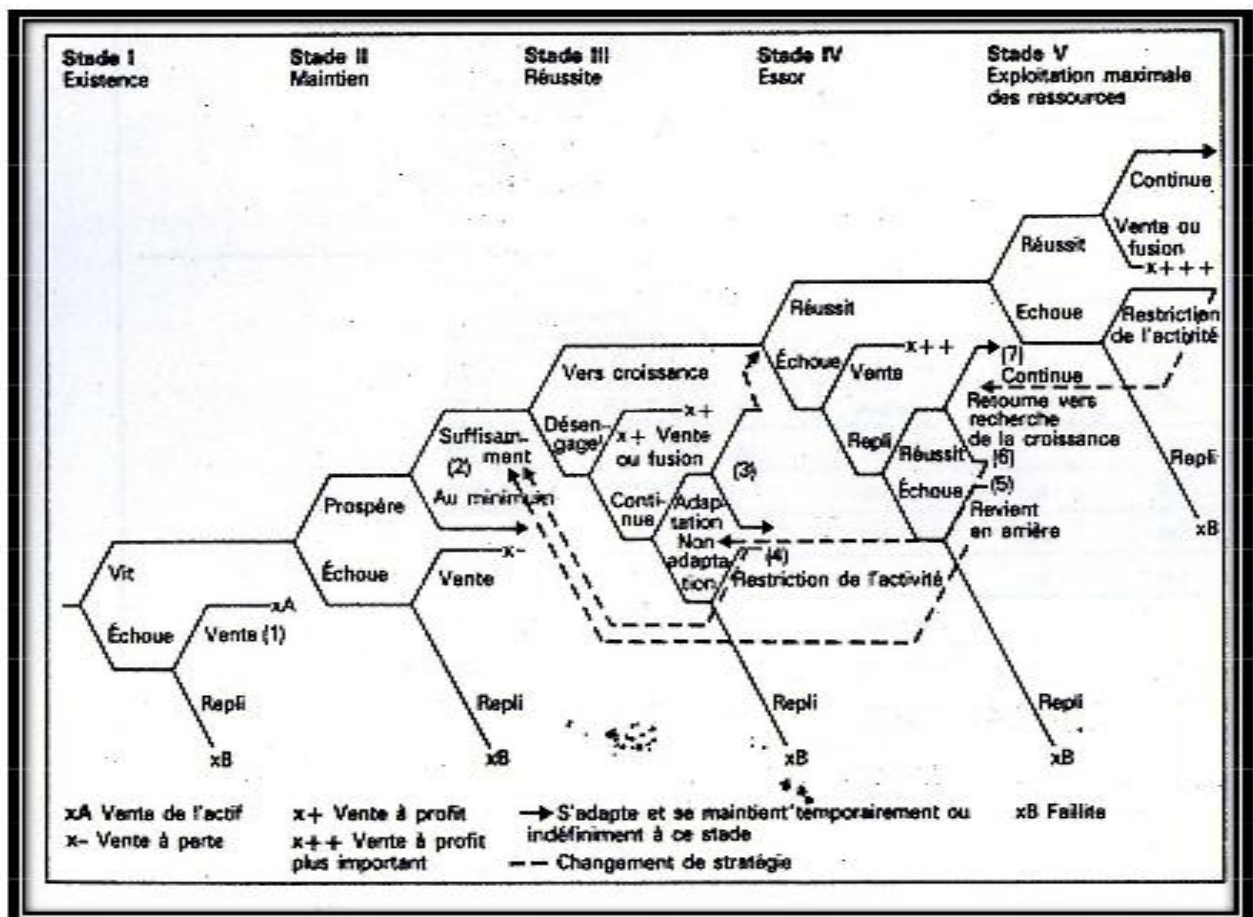 Stade I
Existence
Stade II
Maintien
Stade III
Réussite
Stade IV
Essor
Stade V
Exploitation maximale
des ressources
Continue
Vente ou
fusion
x+++
Réussit
Echoue
Restriction
de l'activité
Repli
xB
Réussit
Échoue
x++
Vente
(7)
Continue
Retourne vers
recherche
de la croissance
(6)
(5)
Revient
en arrière
Repli
Réussit
Échoue
Vers croissance
Désen-
gage!
x+
x+ Vente
ou fusion
(3)
Conti-
nue
Adap-
tation
Non
adapta-
tion
(4)
Restriction de l'activité
Suffisam-
ment
(2)
Au minimum
Prospère
Échoue
x-
Vente
Vit
Échoue
xA
Vente (1)
Repli
xB
Repli
xB
Repli
xB
Repli
xB
xA Vente de l'actif
x- Vente à perte
x+ Vente à profit
x++ Vente à profit
plus important
S'adapte et se maintient temporairement ou
indéfiniment à ce stade
Changement de stratégie
xB Faillite